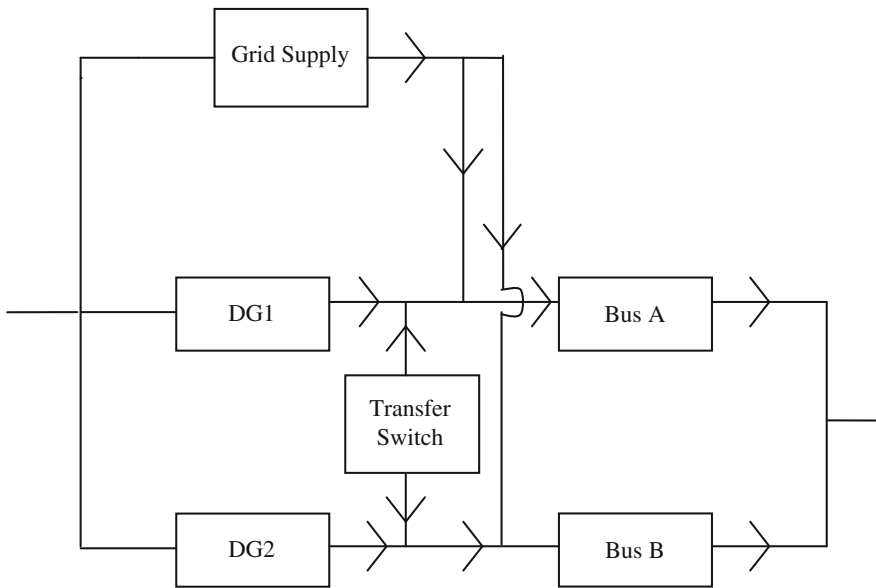 Grid Supply
DG1
Bus A
Transfer
Switch
DG2
Bus B